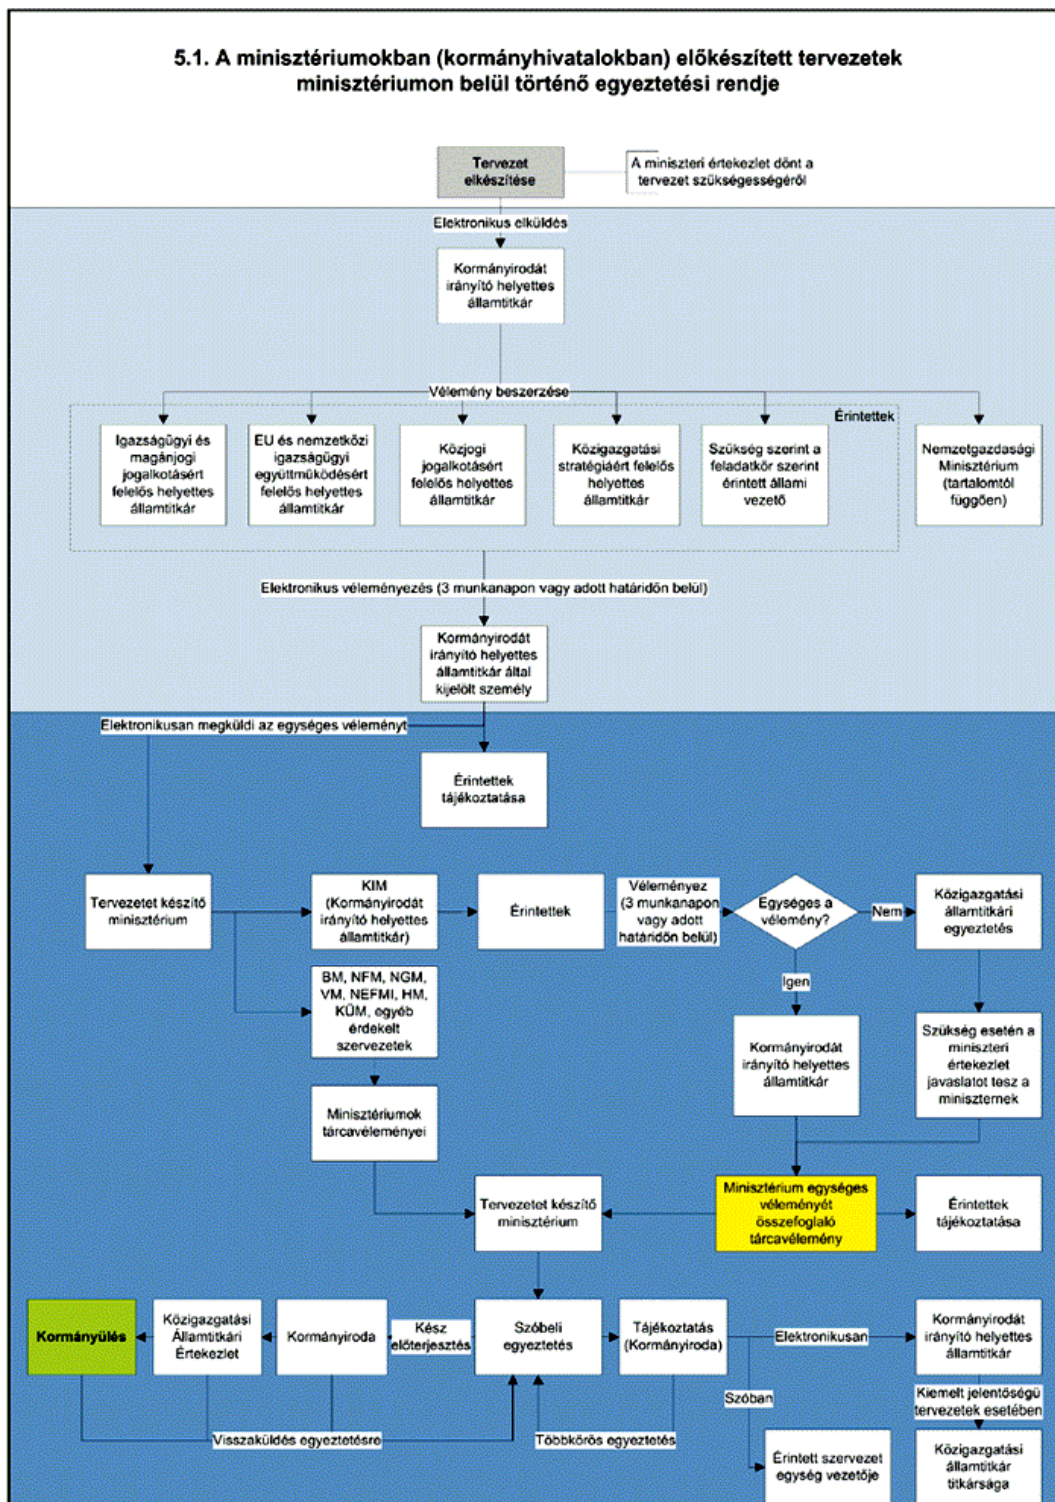 5.1. A minisztériumokban (kormányhivatalokban) előkészített tervezetek
minisztériumon belül történő egyeztetési rendje
Tervezet
elkészítése
A miniszteri értekezlet dönt a
tervezet szükségességéről
Elektronikus elküldés
Kormányirodát
irányító helyettes
államtitkár
Vélemény beszerzése
Érintettek
Igazságügyi és
magánjogi
jogalkotásért
felelős helyettes
államtitkár
EU és nemzetközi
igazságügyi
együttműködésért
felelős helyettes
államtitkár
Közjogi
jogalkotásért
felelős helyettes
államtitkár
Közigazgatási
stratégiáért felelős
helyettes
államtitkár
Szükség szerint a
feladatkör szerint
érintett állami
vezető
Nemzetgazdasági
Minisztérium
(tartalomtól
függően)
Elektronikus véleményezés (3 munkanapon vagy adott határidőn belül)
Kormányirodát
irányító helyettes
államtitkár által
kijelölt személy
Elektronikusan megküldi az egységes véleményt
Érintettek
tájékoztatása
Tervezetet készítő
minisztérium
KIM
(Kormányirodát
irányító helyettes
államtitkár)
Érintettek
Véleményez
(3 munkanapon
vagy adott
határidőn belül)
Egységes a
vélemény?
Nem
Közigazgatási
államtitkári
egyeztetés
Igen
BM, NFM, NGM,
VM, NEFMI, HM,
KÜM, egyéb
érdekelt
szervezetek
Kormányirodát
irányító helyettes
államtitkár
Szükség esetén a
miniszteri
értekezlet
javaslatot tesz a
miniszternek
Minisztériumok
tárcavéleményei
Tervezetet készítő
minisztérium
Minisztérium egységes
véleményét
összefoglaló
tárcavélemény
Érintettek
tájékoztatása
Kormányülés
Közigazgatási
Államtitkári
Értekezlet
Kormányiroda
Kész
előterjesztés
Szóbeli
egyeztetés
Tájékoztatás
(Kormányiroda)
Elektronikusan
Kormányirodát
irányító helyettes
államtitkár
Szóban
Kiemelt jelentőségű
tervezetek esetében
Visszaküldés egyeztetésre
Többkörös egyeztetés
Érintett szervezet
egység vezetője
Közigazgatási
államtitkár
titkársága